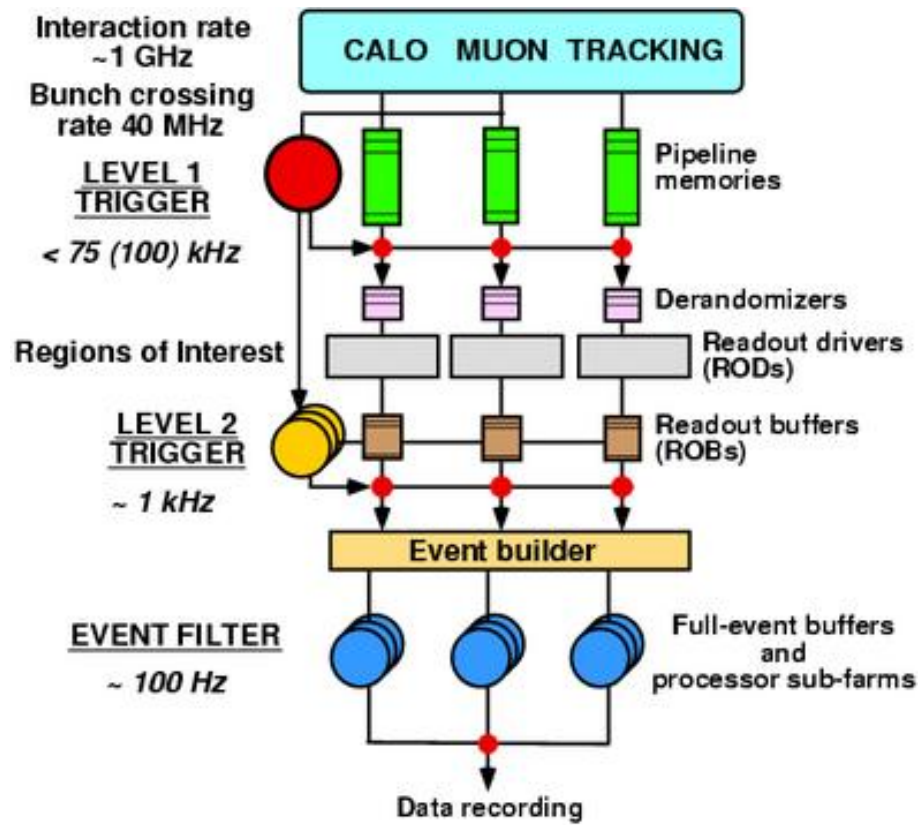 Interaction rate
~1 GHz
CALO MUON TRACKING
Bunch crossing
rate 40 MHz
Pipeline
memories
LEVEL 1
TRIGGER
< 75 (100) kHz
Derandomizers
Regions of Interest
Readout drivers
(RODs)
LEVEL 2
TRIGGER
Readout buffers
(ROBs)
~ 1 kHz
Event builder
EVENT FILTER
~ 100 Hz
Full-event buffers
and
processor sub-farms
Data recording